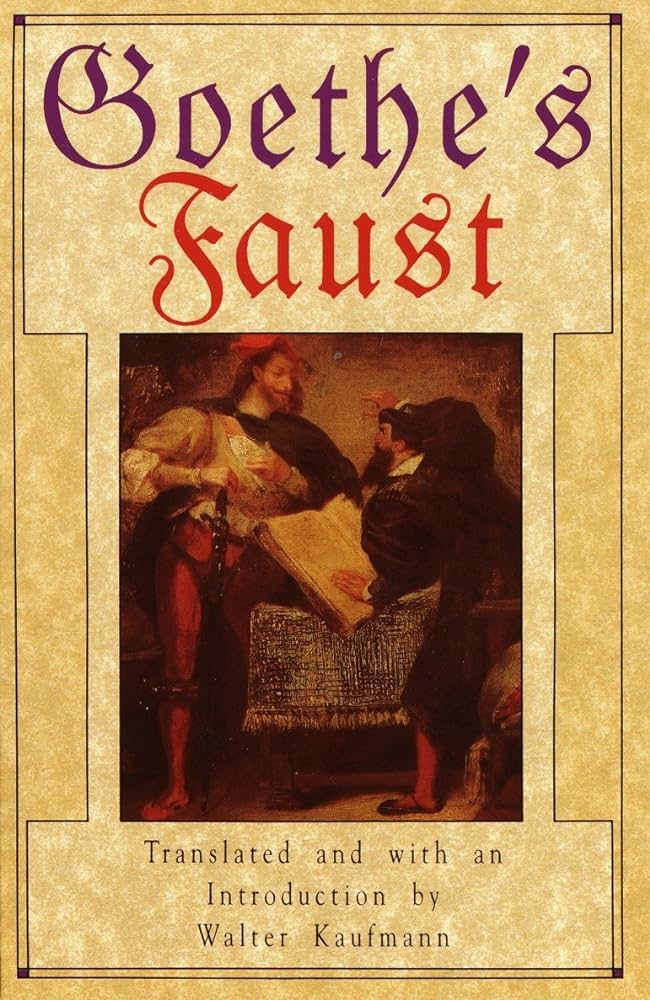 Goethe's
Faust
Translated and with an
Introduction by
Walter Kaufmann